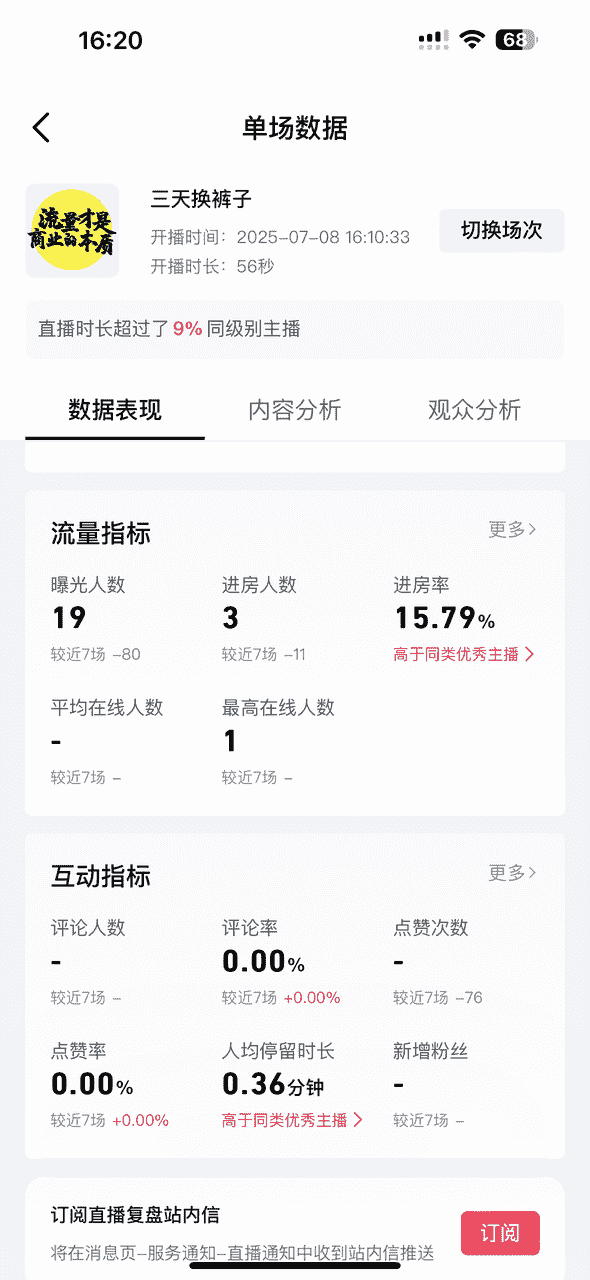 16:20
68
单场数据
流量才是
商业的本质
三天换裤子
开播时间：2025-07-08 16:10:33
开播时长：56秒
切换场次
直播时长超过了9%同级别主播
数据表现 内容分析 观众分析
流量指标 更多
曝光人数 进房人数 进房率
19 3 15.79%
较近7场 -80 较近7场 -11 高于同类优秀主播
平均在线人数 最高在线人数
- 1
较近7场 - 较近7场 -
互动指标 更多
评论人数 评论率 点赞次数
- 0.00% -
较近7场 - 较近7场 +0.00% 较近7场 -76
点赞率 人均停留时长 新增粉丝
0.00% 0.36分钟 -
较近7场 +0.00% 高于同类优秀主播 较近7场 -
订阅直播复盘站内信
将在消息页-服务通知-直播通知中收到站内信推送
订阅